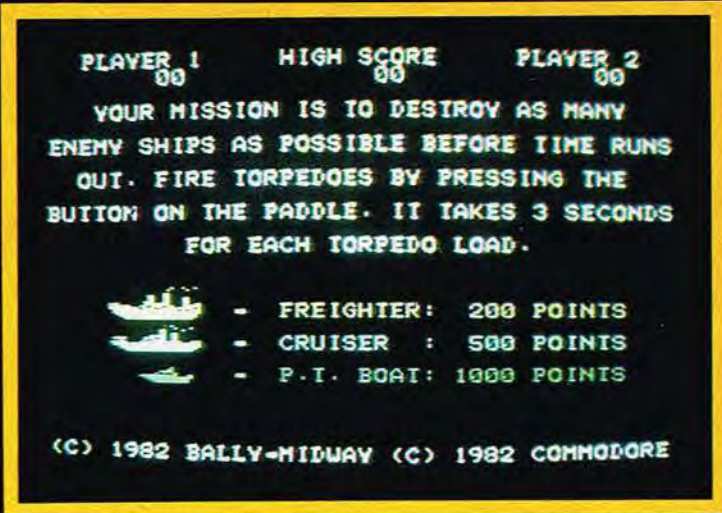 PLAYER 1 HIGH SCORE PLAYER 2
00 00 00
YOUR MISSION IS TO DESTROY AS MANY
ENEMY SHIPS AS POSSIBLE BEFORE TIME RUNS
OUT. FIRE TORPEDOES BY PRESSING THE
BUTTON ON THE PADDLE. IT TAKES 3 SECONDS
FOR EACH TORPEDO LOAD.
- FREIGHTER: 200 POINTS
- CRUISER : 500 POINTS
- P.T. BOAT: 1000 POINTS
(C) 1982 BALLY-MIDWAY (C) 1982 COMMODORE